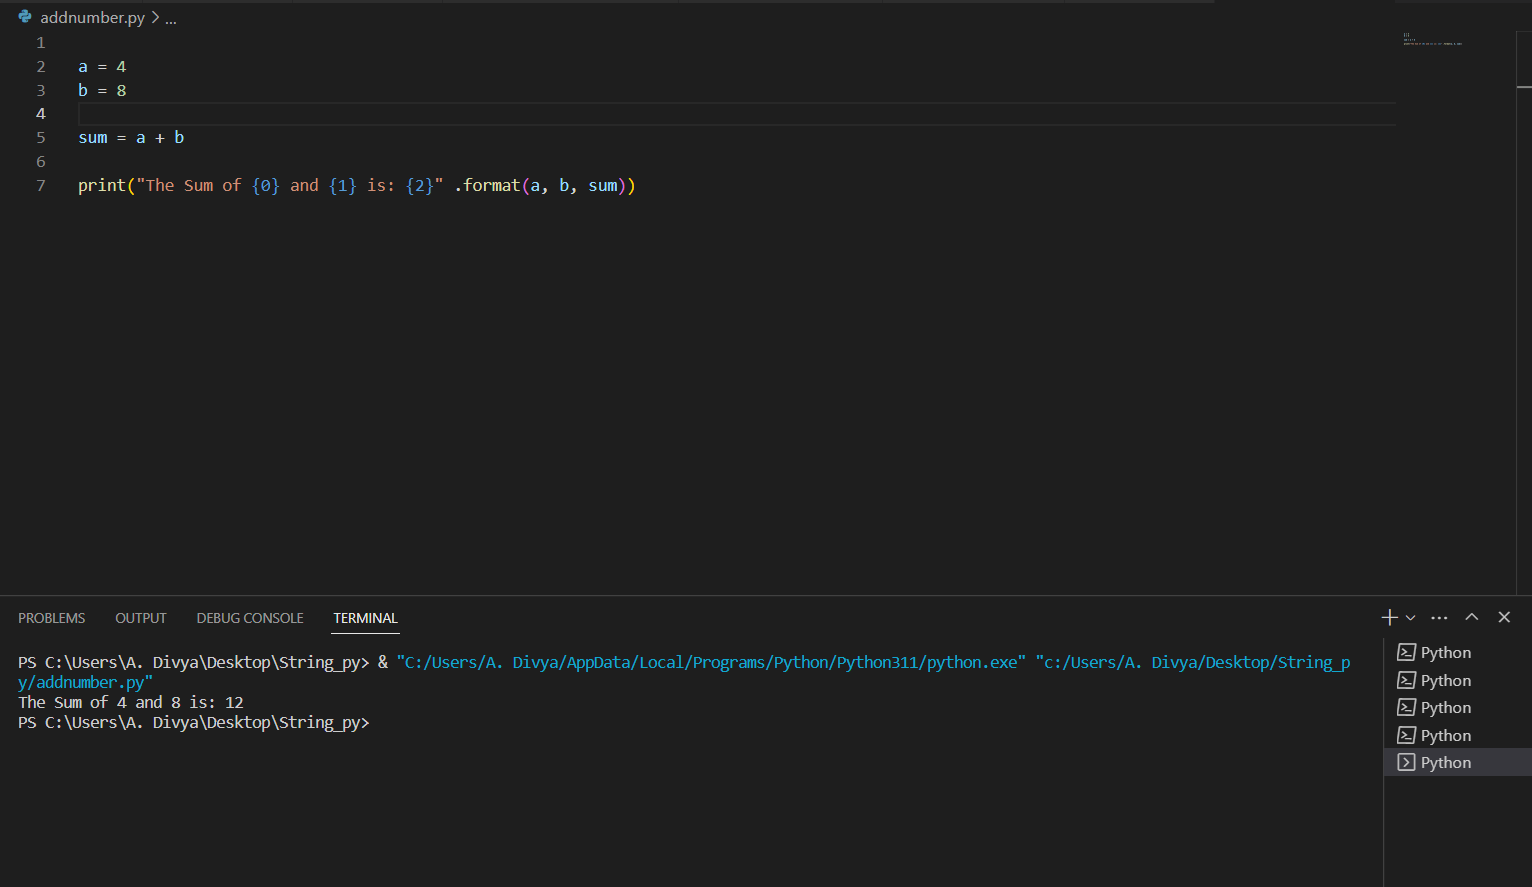 addnumber.py > ...
1
2 a = 4
3 b = 8
4
5 sum = a + b
6
7 print("The Sum of {0} and {1} is: {2}" .format(a, b, sum))
PROBLEMS OUTPUT DEBUG CONSOLE TERMINAL
PS C:\Users\A. Divya\Desktop\String_py> & "C:/Users/A. Divya/AppData/Local/Programs/Python/Python311/python.exe" "c:/Users/A. Divya/Desktop/String_p
y/addnumber.py"
The Sum of 4 and 8 is: 12
PS C:\Users\A. Divya\Desktop\String_py>
Python
Python
Python
Python
Python